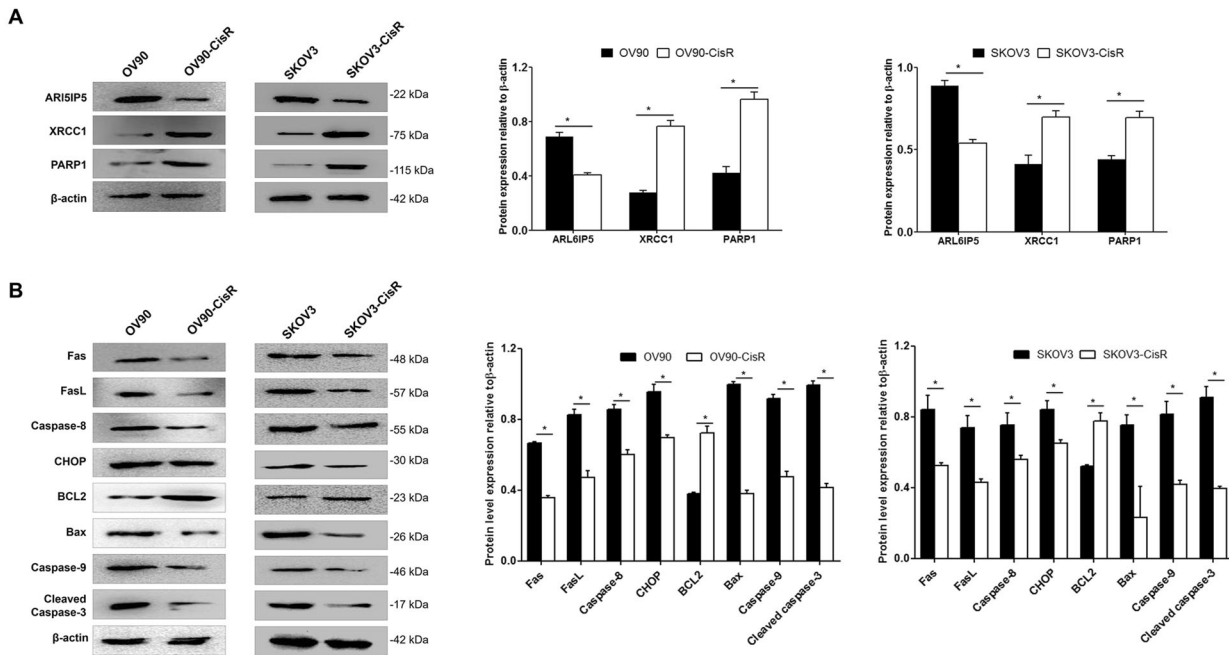 A
OV90 OV90-CisR SKOV3 SKOV3-CisR
ARl5IP5 -22 kDa
XRCC1 -75 kDa
PARP1 -115 kDa
β-actin -42 kDa
OV90 OV90-CisR
Protein expression relative to β-actin
1.2
0.8
0.4
0.0
* * *
ARL6IP5 XRCC1 PARP1
SKOV3 SKOV3-CisR
Protein expression relative to β-actin
1.0
0.5
0.0
* * *
ARL6IP5 XRCC1 PARP1
B
OV90 OV90-CisR SKOV3 SKOV3-CisR
Fas -48 kDa
FasL -57 kDa
Caspase-8 -55 kDa
CHOP -30 kDa
BCL2 -23 kDa
Bax -26 kDa
Caspase-9 -46 kDa
Cleaved
Caspase-3 -17 kDa
β-actin -42 kDa
OV90 OV90-CisR
Protein level expression relative toβ-actin
1.2
0.8
0.4
0.0
* * * * * * * *
Fas FasL Caspase-8 CHOP BCL2 Bax Caspase-9 Cleaved caspase-3
SKOV3 SKOV3-CisR
Protein level expression relative toβ-actin
1.2
0.8
0.4
0.0
* * * * * * * *
Fas FasL Caspase-8 CHOP BCL2 Bax Caspase-9 Cleaved caspase-3